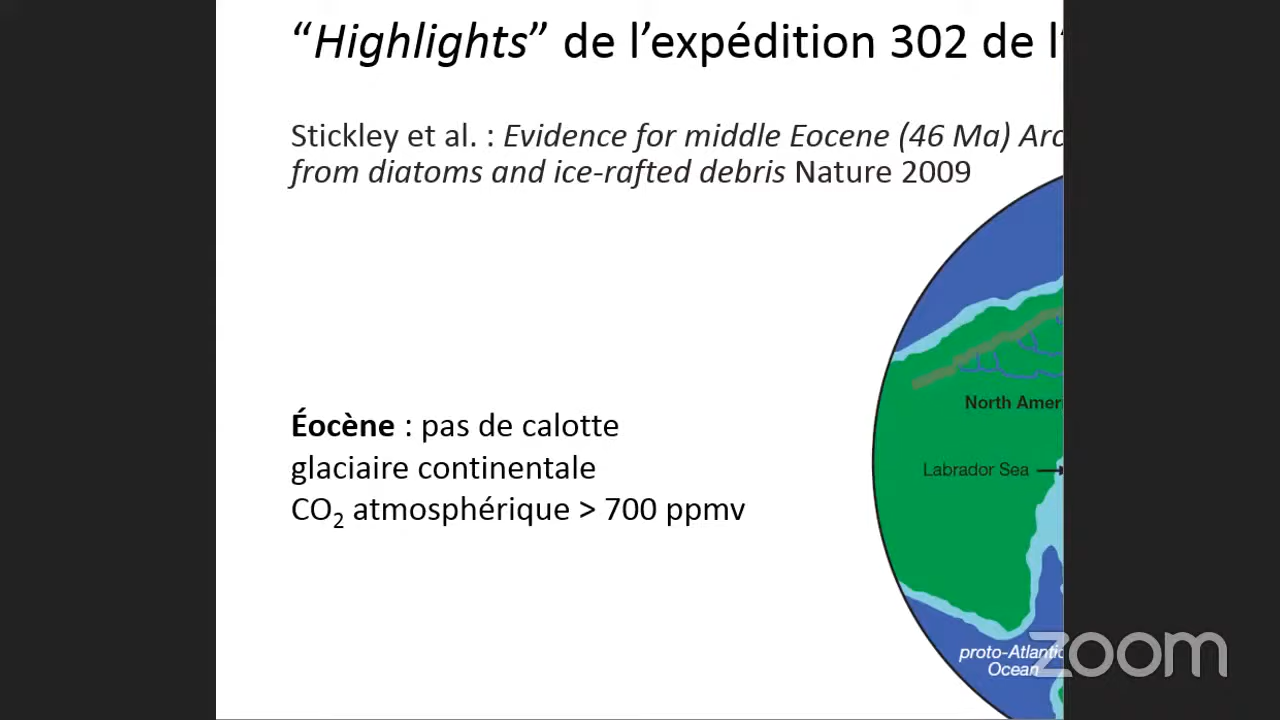 “Highlights” de l’expédition 302 de l’
Stickley et al. : Evidence for middle Eocene (46 Ma)
from diatoms and ice-rafted debris Nature 2009
Éocène : pas de calotte
glaciaire continentale
CO₂ atmosphérique > 700 ppmv
North
Labrador Sea
proto-Atlantic
Ocean
zoom